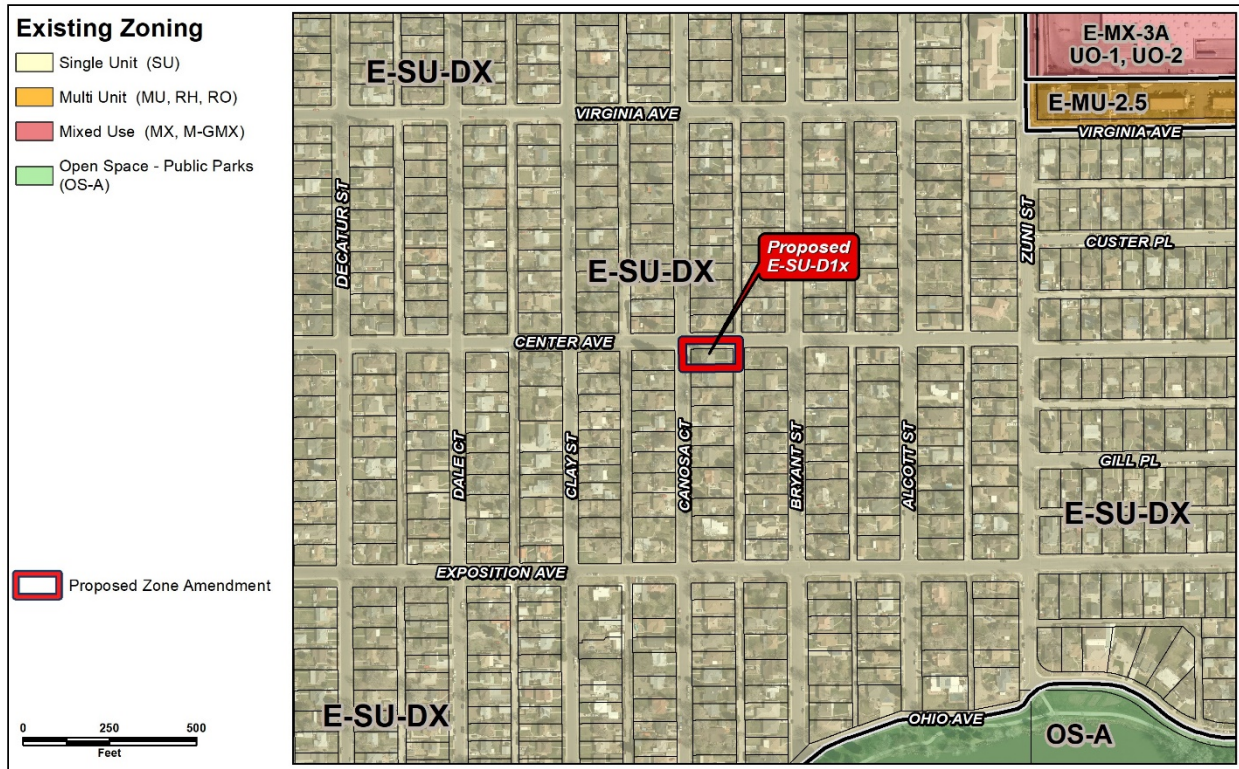 Existing Zoning
Single Unit (SU)
Multi Unit (MU, RH, RO)
Mixed Use (MX, M-GMX)
Open Space - Public Parks
(OS-A)
Proposed Zone Amendment
0 250 500
Feet
E-SU-DX
E-MX-3A
UO-1, UO-2
E-MU-2.5
VIRGINIA AVE
VIRGINIA AVE
DECATUR ST
ZUNI ST
CUSTER PL
Proposed
E-SU-D1x
E-SU-DX
CENTER AVE
DALE CT
CLAY ST
CANOSA CT
BRYANT ST
ALCOTT ST
GILL PL
E-SU-DX
EXPOSITION AVE
E-SU-DX
OHIO AVE
OS-A